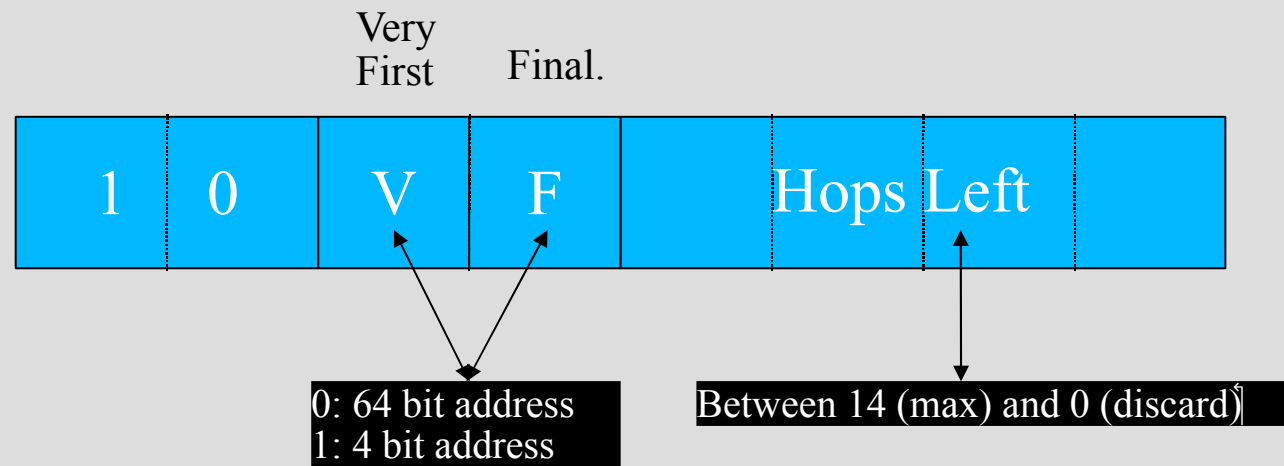 Very
First
Final.
1 0 V F Hops Left
0: 64 bit address
1: 4 bit address
Between 14 (max) and 0 (discard)